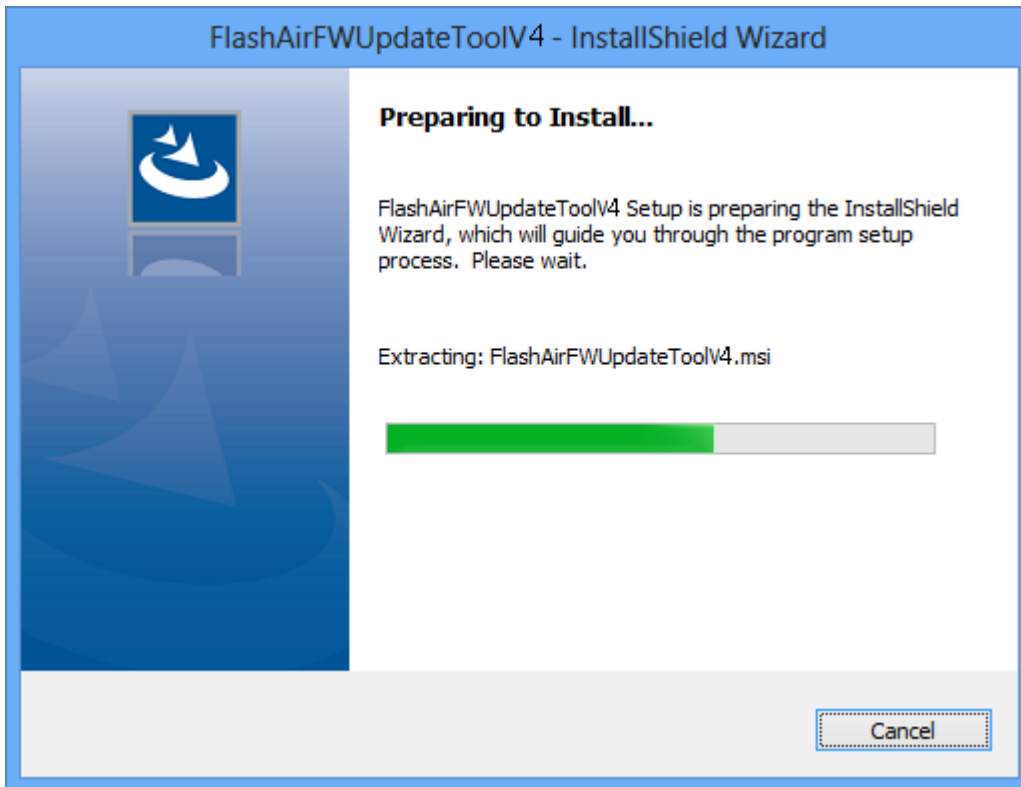 FlashAirFWUpdateToolV4 - InstallShield Wizard
Preparing to Install...
FlashAirFWUpdateToolV4 Setup is preparing the InstallShield
Wizard, which will guide you through the program setup
process.  Please wait.
Extracting: FlashAirFWUpdateToolV4.msi
Cancel